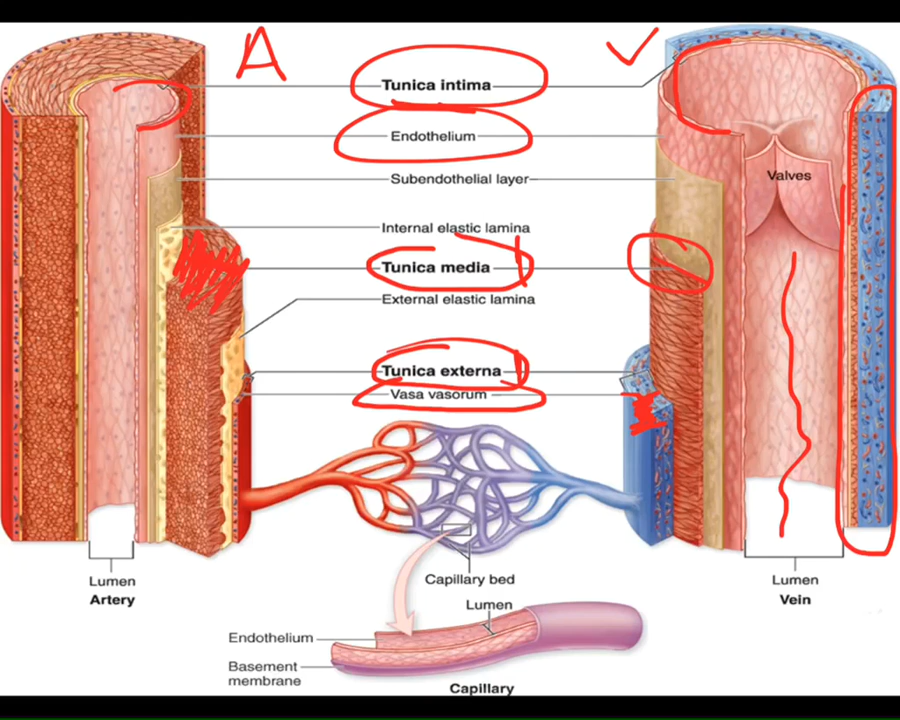 A
V
Tunica intima
Endothelium
Subendothelial layer
Valves
Internal elastic lamina
Tunica media
External elastic lamina
Tunica externa
Vasa vasorum
Capillary bed
Lumen
Artery
Lumen
Vein
Lumen
Endothelium
Basement
membrane
Capillary